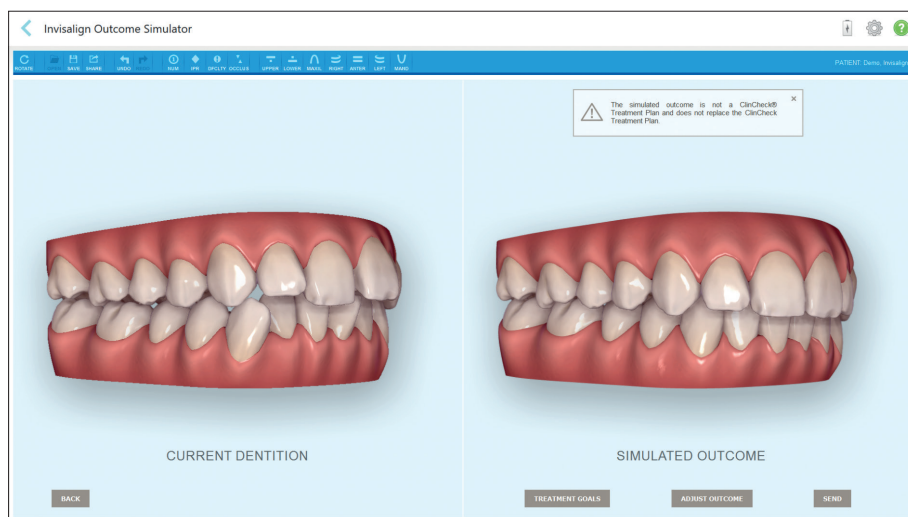 Invisalign Outcome Simulator
ROTATE SAVE SHARE UNDO NUM IPR OPCLTY OCCLUS UPPER LOWER MAXIL RIGHT ANTER LEFT MAND
PATIENT: Demo, Invisalign
The simulated outcome is not a ClinCheck®
Treatment Plan and does not replace the ClinCheck
Treatment Plan.
CURRENT DENTITION
SIMULATED OUTCOME
BACK
TREATMENT GOALS
ADJUST OUTCOME
SEND